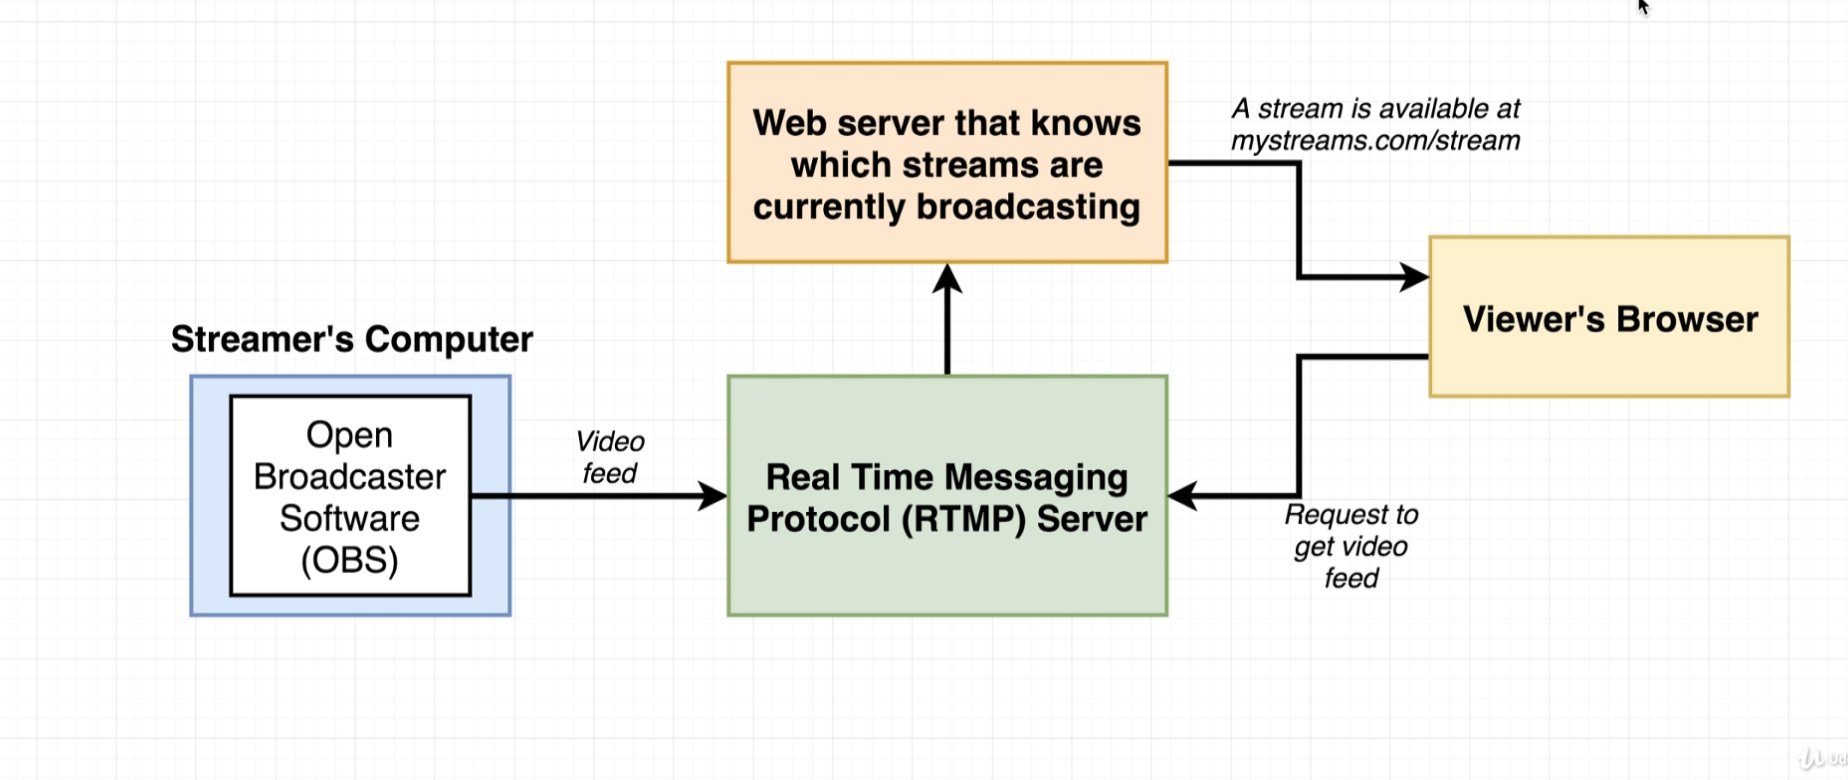 Web server that knows
which streams are
currently broadcasting
A stream is available at
mystreams.com/stream
Viewer's Browser
Streamer's Computer
Open
Broadcaster
Software
(OBS)
Video
feed
Real Time Messaging
Protocol (RTMP) Server
Request to
get video
feed